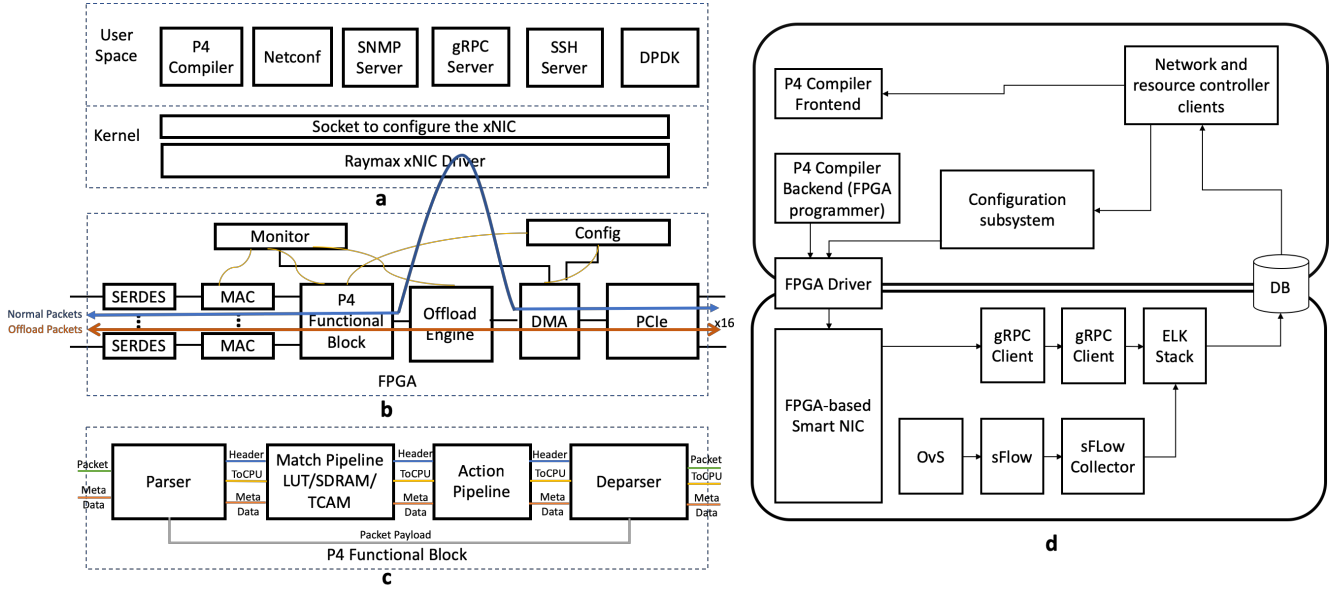 User
Space
P4
Compiler
Netconf
SNMP
Server
gRPC
Server
SSH
Server
DPDK
Kernel
Socket to configure the xNIC
Raymax xNIC Driver
a
Monitor
Config
SERDES
MAC
P4
Functional
Block
Offload
Engine
DMA
PCIe
Normal Packets
Offload Packets
x16
SERDES
MAC
FPGA
b
Packet
Meta
Data
Parser
Header
ToCPU
Meta
Data
Match Pipeline
LUT/SDRAM/
TCAM
Header
ToCPU
Meta
Data
Action
Pipeline
Header
ToCPU
Meta
Data
Deparser
Packet
ToCPU
Meta
Data
Packet Payload
P4 Functional Block
c
P4 Compiler
Frontend
Network and
resource controller
clients
P4 Compiler
Backend (FPGA
programmer)
Configuration
subsystem
FPGA Driver
DB
FPGA-based
Smart NIC
gRPC
Client
gRPC
Client
ELK
Stack
OvS
sFlow
sFLow
Collector
d